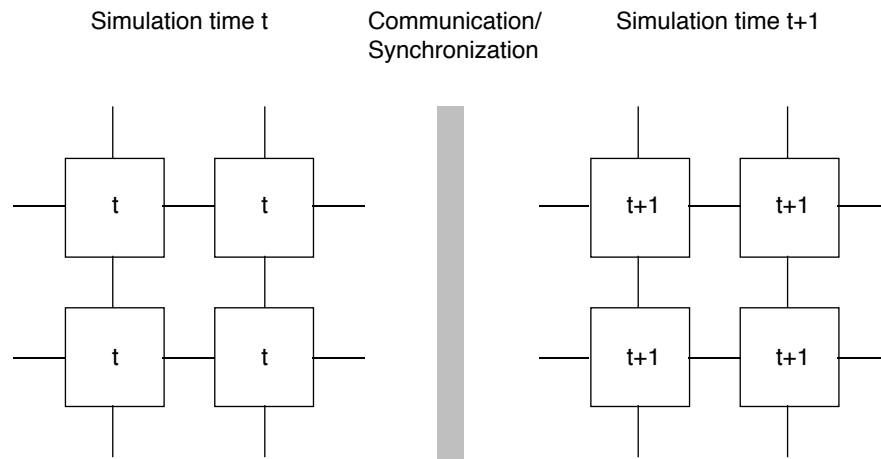 Simulation time t
Communication/
Synchronization
Simulation time t+1
t t
t+1 t+1
t t
t+1 t+1